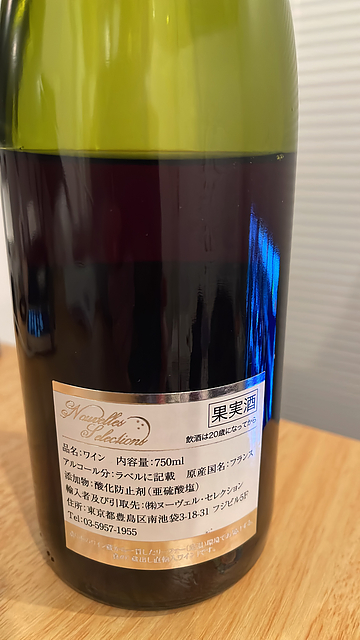 Nouvelles
Selections
果実酒
飲酒は20歳になってから
品名:ワイン 内容量:750ml
アルコール分:ラベルに記載 原産国名:フランス
添加物:酸化防止剤(亜硫酸塩)
輸入者及び引取先:㈱ヌーヴェル・セレクション
住所:東京都豊島区南池袋3-18-31 フジビル5F
Tel:03-5957-1955